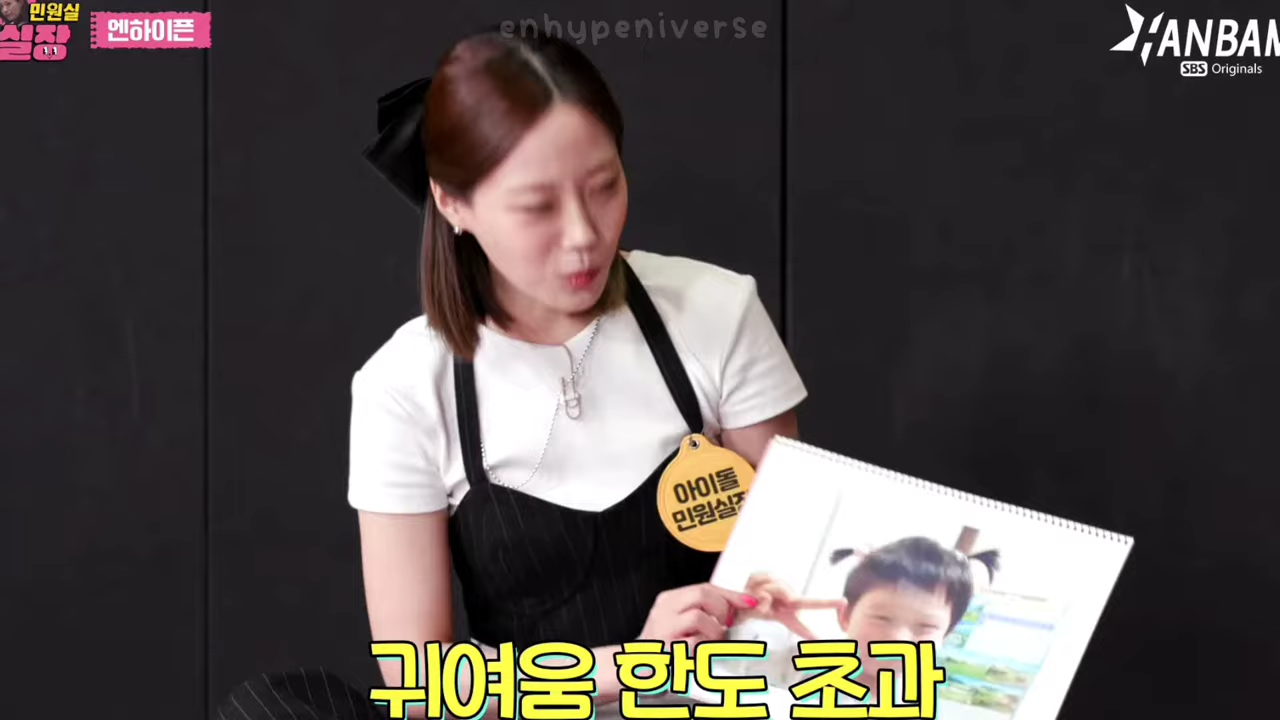 민원실
실장
엔하이픈
enhypeniverse
HANBAM
SBS Originals
아이돌
민원실장
귀여움 한도 초과